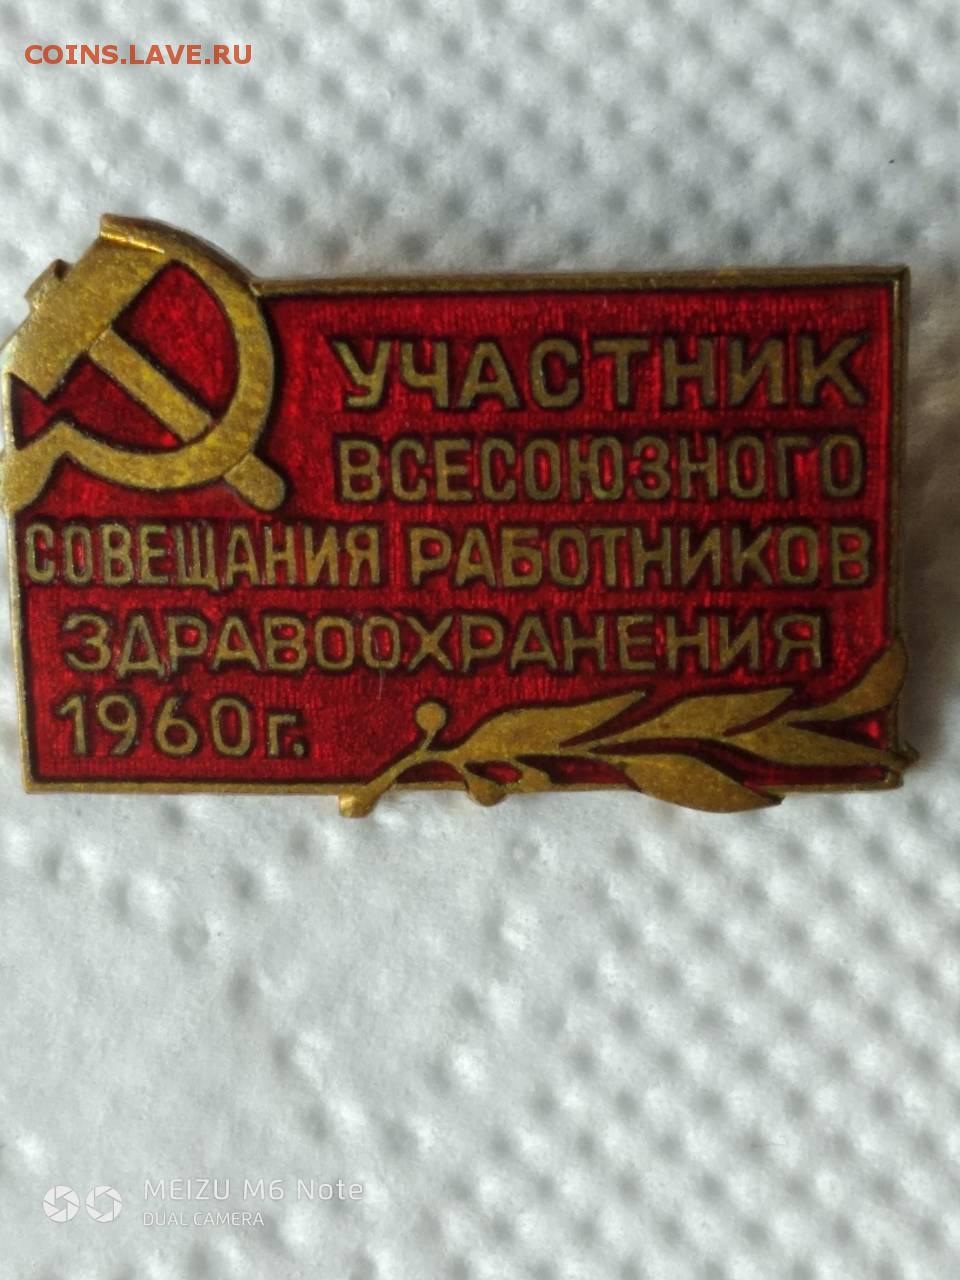 COINS.LAVE.RU
УЧАСТНИК
ВСЕСОЮЗНОГО
СОВЕЩАНИЯ РАБОТНИКОВ
ЗДРАВООХРАНЕНИЯ
1960г.
MEIZU M6 Note
DUAL CAMERA